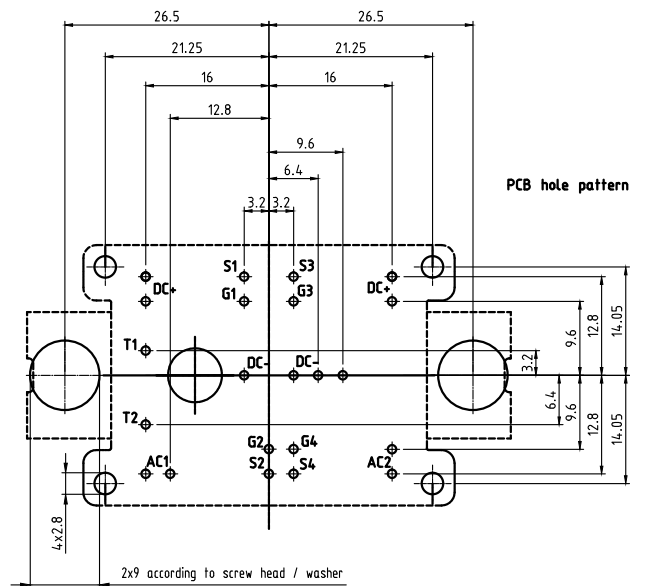 26.5 26.5
21.25 21.25
16 16
12.8
9.6
6.4
PCB hole pattern
3.2 3.2
S1 S3
DC+ G1 G3 DC+
T1
DC- DC-
T2
G2 G4
AC1 S2 S4 AC2
3.2
9.6
12.8
14.05
6.4
9.6
12.8
14.05
4x2.8
2x9 according to screw head / washer